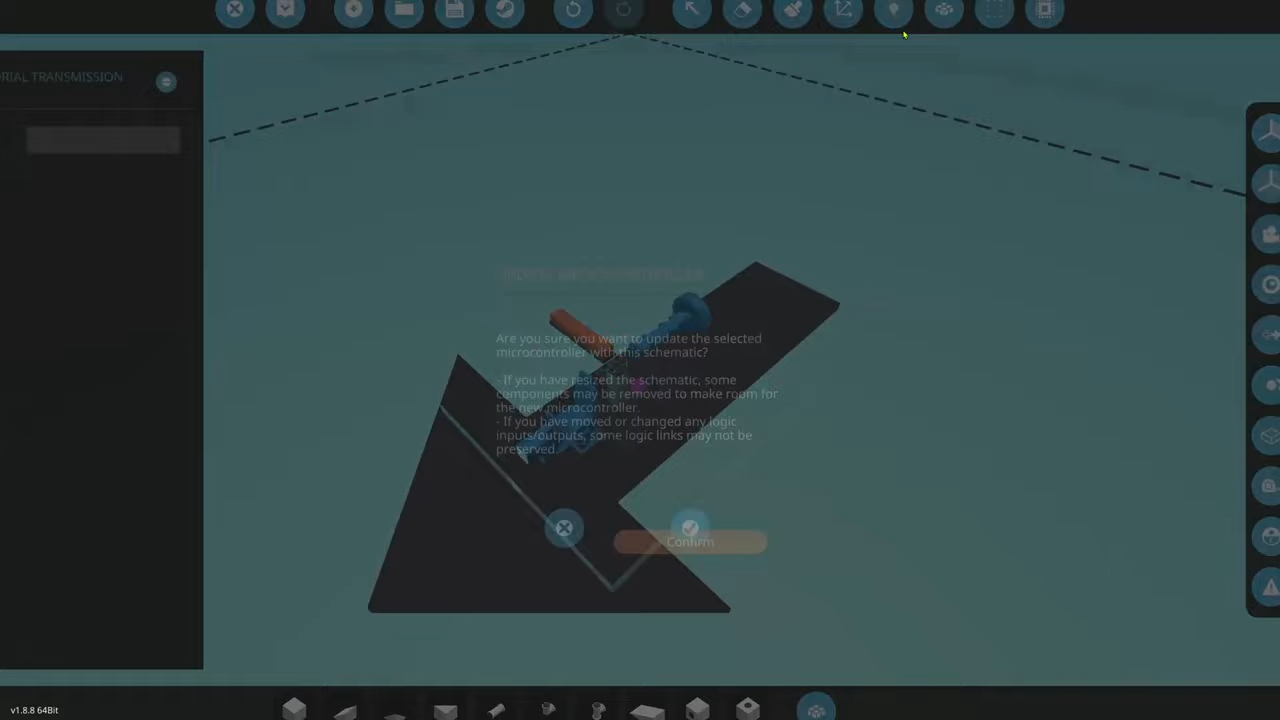 RIAL TRANSMISSION
Are you sure you want to update the selected
microcontroller with this schematic?
- If you have resized the schematic, some
components may be removed to make room for
the new microcontroller.
- If you have moved or changed any logic
inputs/outputs, some logic links may not be
preserved.
Confirm
v1.8.8 64Bit